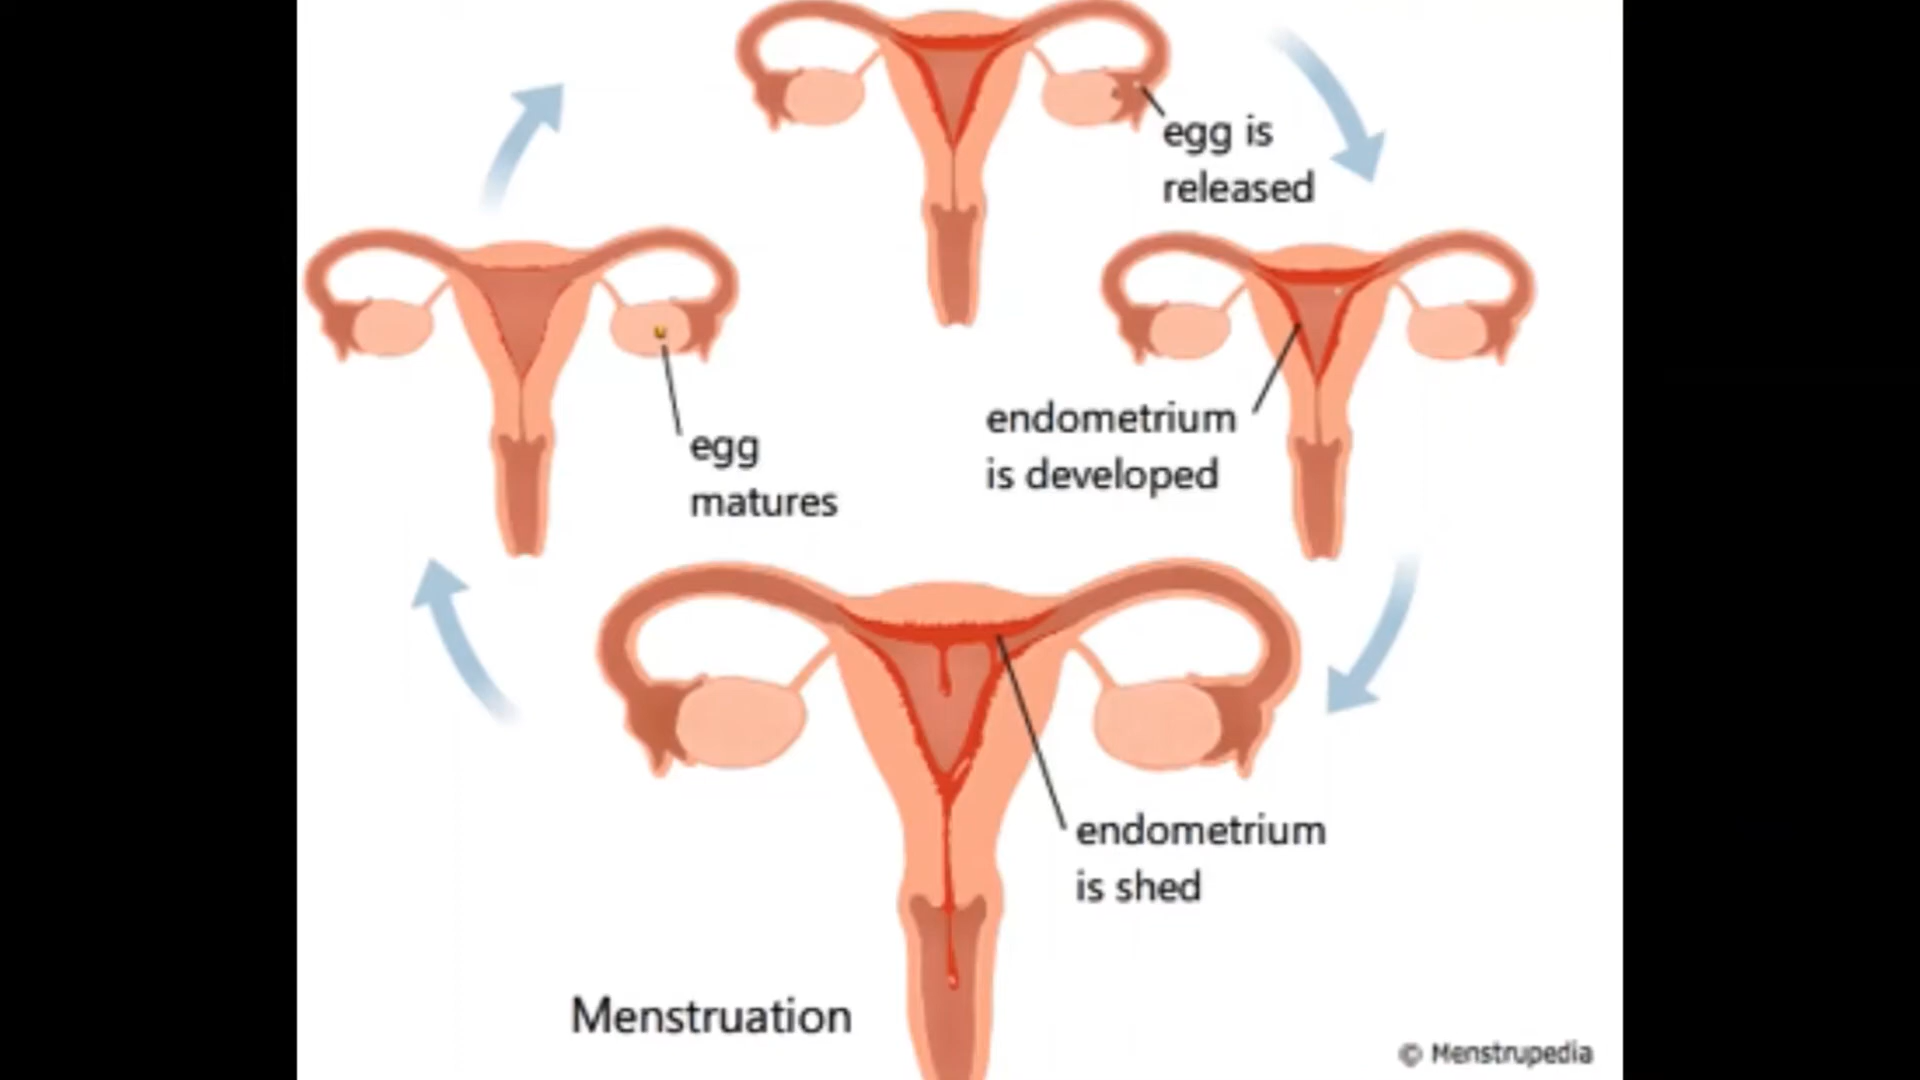 egg is
released
egg
matures
endometrium
is developed
endometrium
is shed
Menstruation
© Menstrupedia